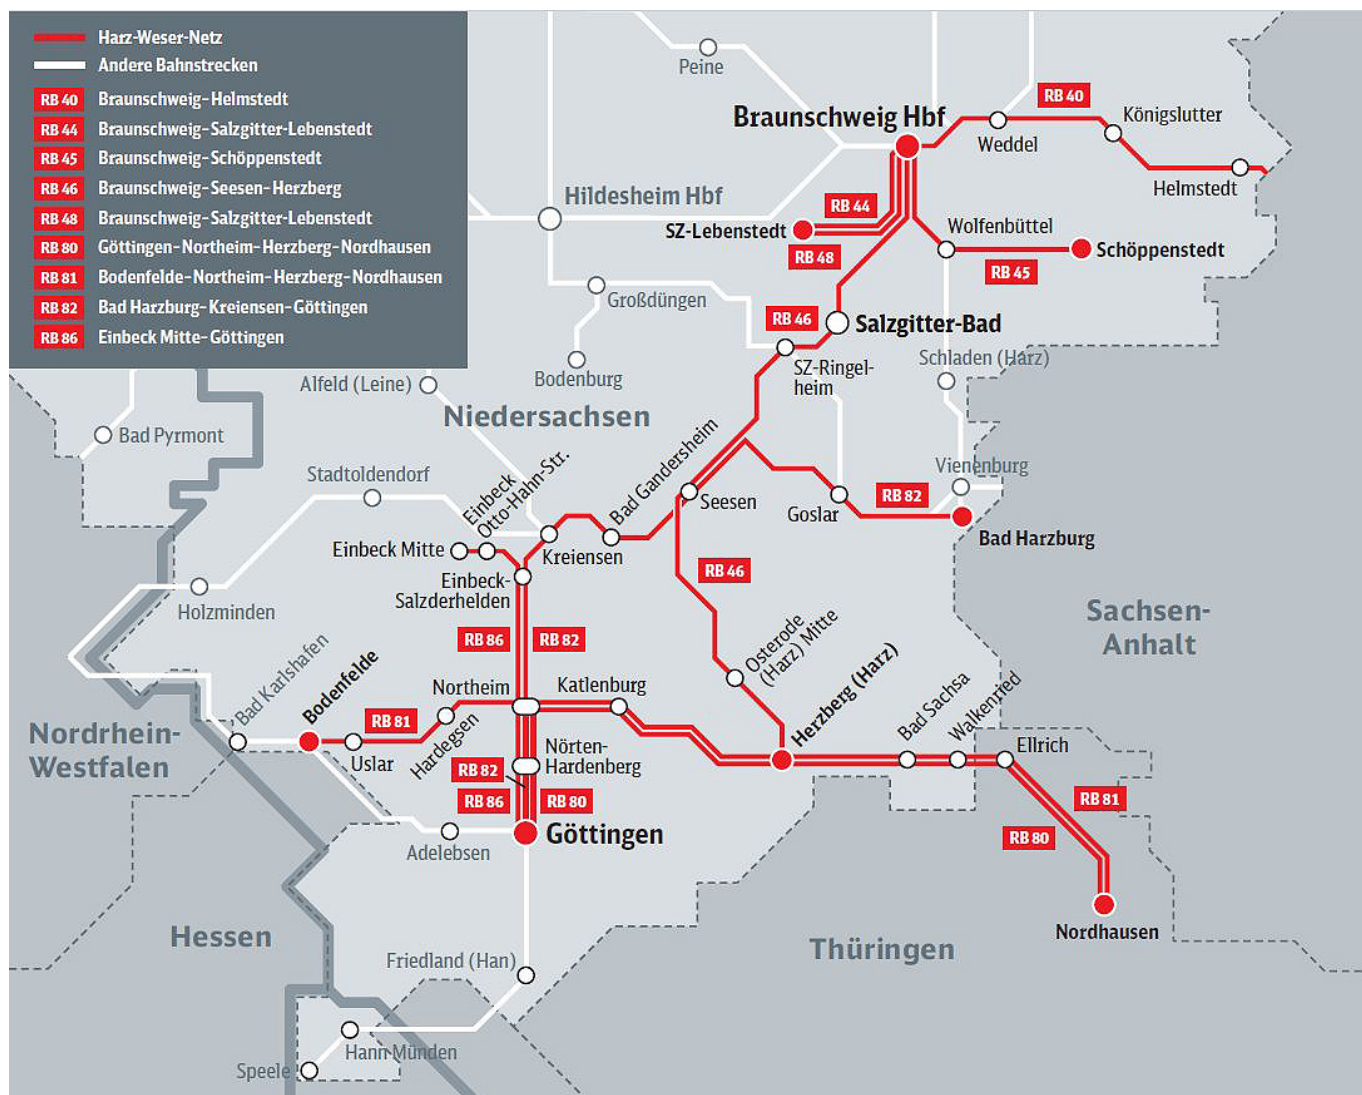 Harz-Weser-Netz
Andere Bahnstrecken
RB 40 Braunschweig-Helmstedt
RB 44 Braunschweig-Salzgitter-Lebenstedt
RB 45 Braunschweig-Schöppenstedt
RB 46 Braunschweig-Seesen-Herzberg
RB 48 Braunschweig-Salzgitter-Lebenstedt
RB 80 Göttingen-Northeim-Herzberg-Nordhausen
RB 81 Bodenfelde-Northeim-Herzberg-Nordhausen
RB 82 Bad Harzburg-Kreiensen-Göttingen
RB 86 Einbeck Mitte-Göttingen
Peine
Braunschweig Hbf
RB 40
Weddel
Königslutter
Helmstedt
Hildesheim Hbf
RB 44
SZ-Lebenstedt
RB 48
Wolfenbüttel
Schöppenstedt
RB 45
Großdüngen
RB 46
Salzgitter-Bad
SZ-Ringel-
heim
Schladen (Harz)
Bodenburg
Alfeld (Leine)
Niedersachsen
Bad Pyrmont
Stadtoldendorf
Einbeck
Otto-Hahn-Str.
Bad Gandersheim
Seesen
Goslar
RB 82
Vienenburg
Bad Harzburg
Einbeck Mitte
Kreiensen
Einbeck-
Salzderhelden
RB 46
Holzminden
RB 86
RB 82
Osterode
(Harz) Mitte
Sachsen-
Anhalt
Bad Karlshafen
Bodenfelde
RB 81
Uslar
Hardegsen
Northeim
Katlenburg
Herzberg (Harz)
Bad Sachsa
Walkenried
Ellrich
Nordrhein-
Westfalen
Nörten-
Hardenberg
RB 82
RB 86
RB 80
Göttingen
Adelebsen
RB 81
RB 80
Nordhausen
Hessen
Thüringen
Friedland (Han)
Hann Münden
Speele